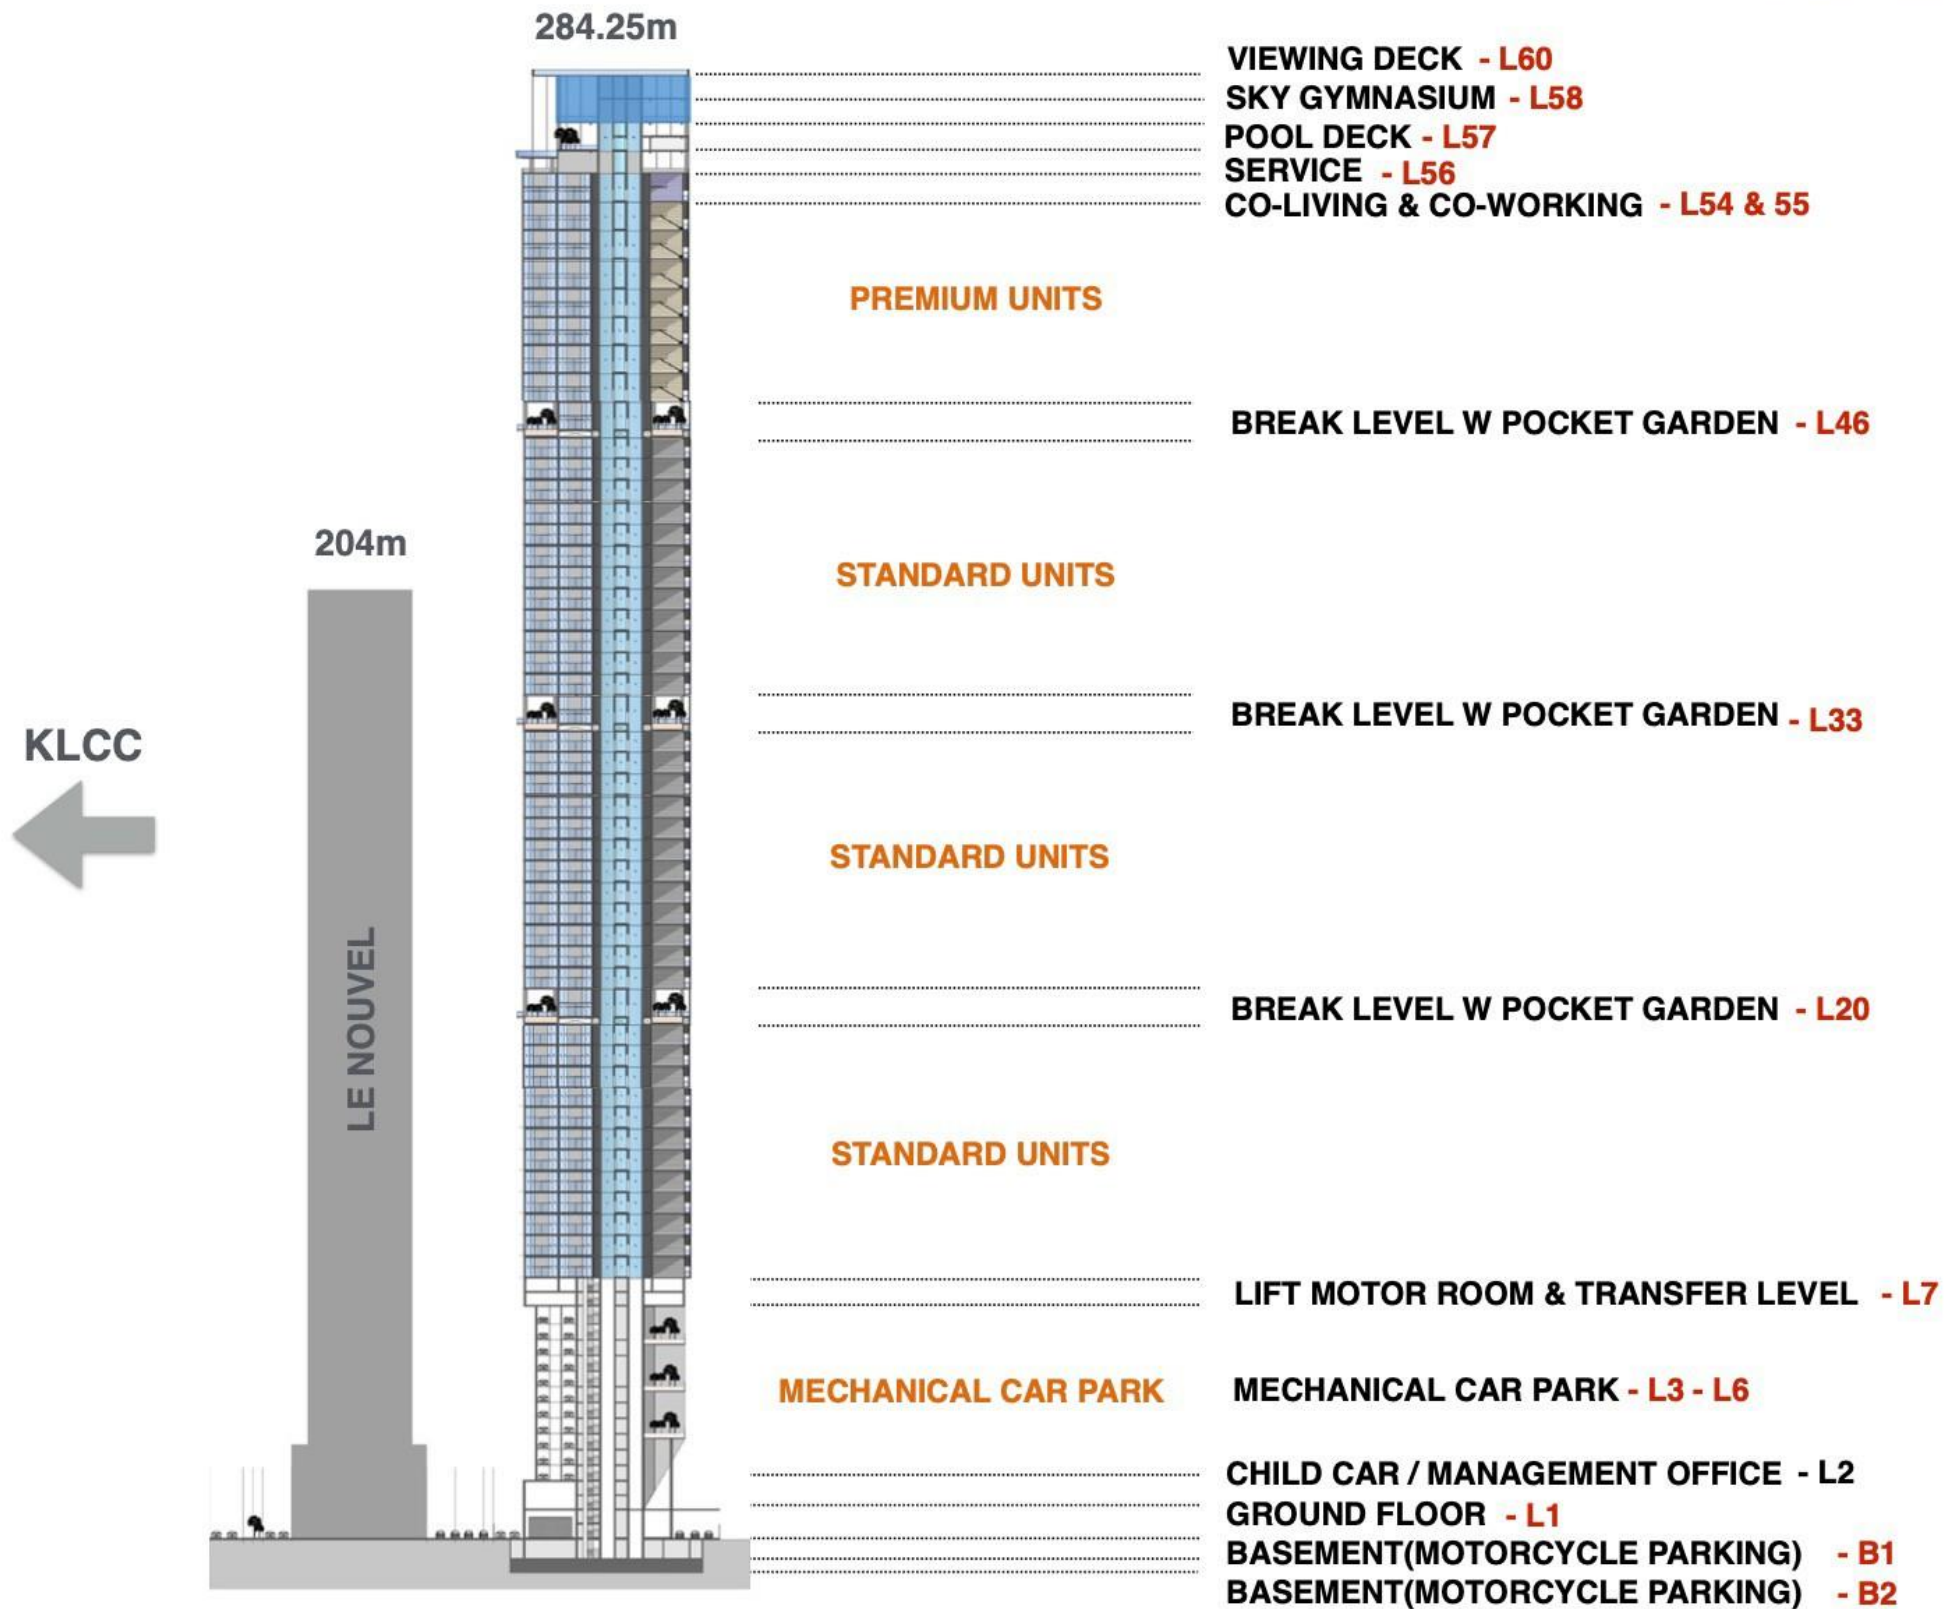 284.25m
VIEWING DECK - L60
SKY GYMNASIUM - L58
POOL DECK - L57
SERVICE - L56
CO-LIVING & CO-WORKING - L54 & 55
PREMIUM UNITS
BREAK LEVEL W POCKET GARDEN - L46
204m
STANDARD UNITS
BREAK LEVEL W POCKET GARDEN - L33
KLCC
STANDARD UNITS
LE NOUVEL
BREAK LEVEL W POCKET GARDEN - L20
STANDARD UNITS
LIFT MOTOR ROOM & TRANSFER LEVEL - L7
MECHANICAL CAR PARK
MECHANICAL CAR PARK - L3 - L6
CHILD CAR / MANAGEMENT OFFICE - L2
GROUND FLOOR - L1
BASEMENT(MOTORCYCLE PARKING) - B1
BASEMENT(MOTORCYCLE PARKING) - B2